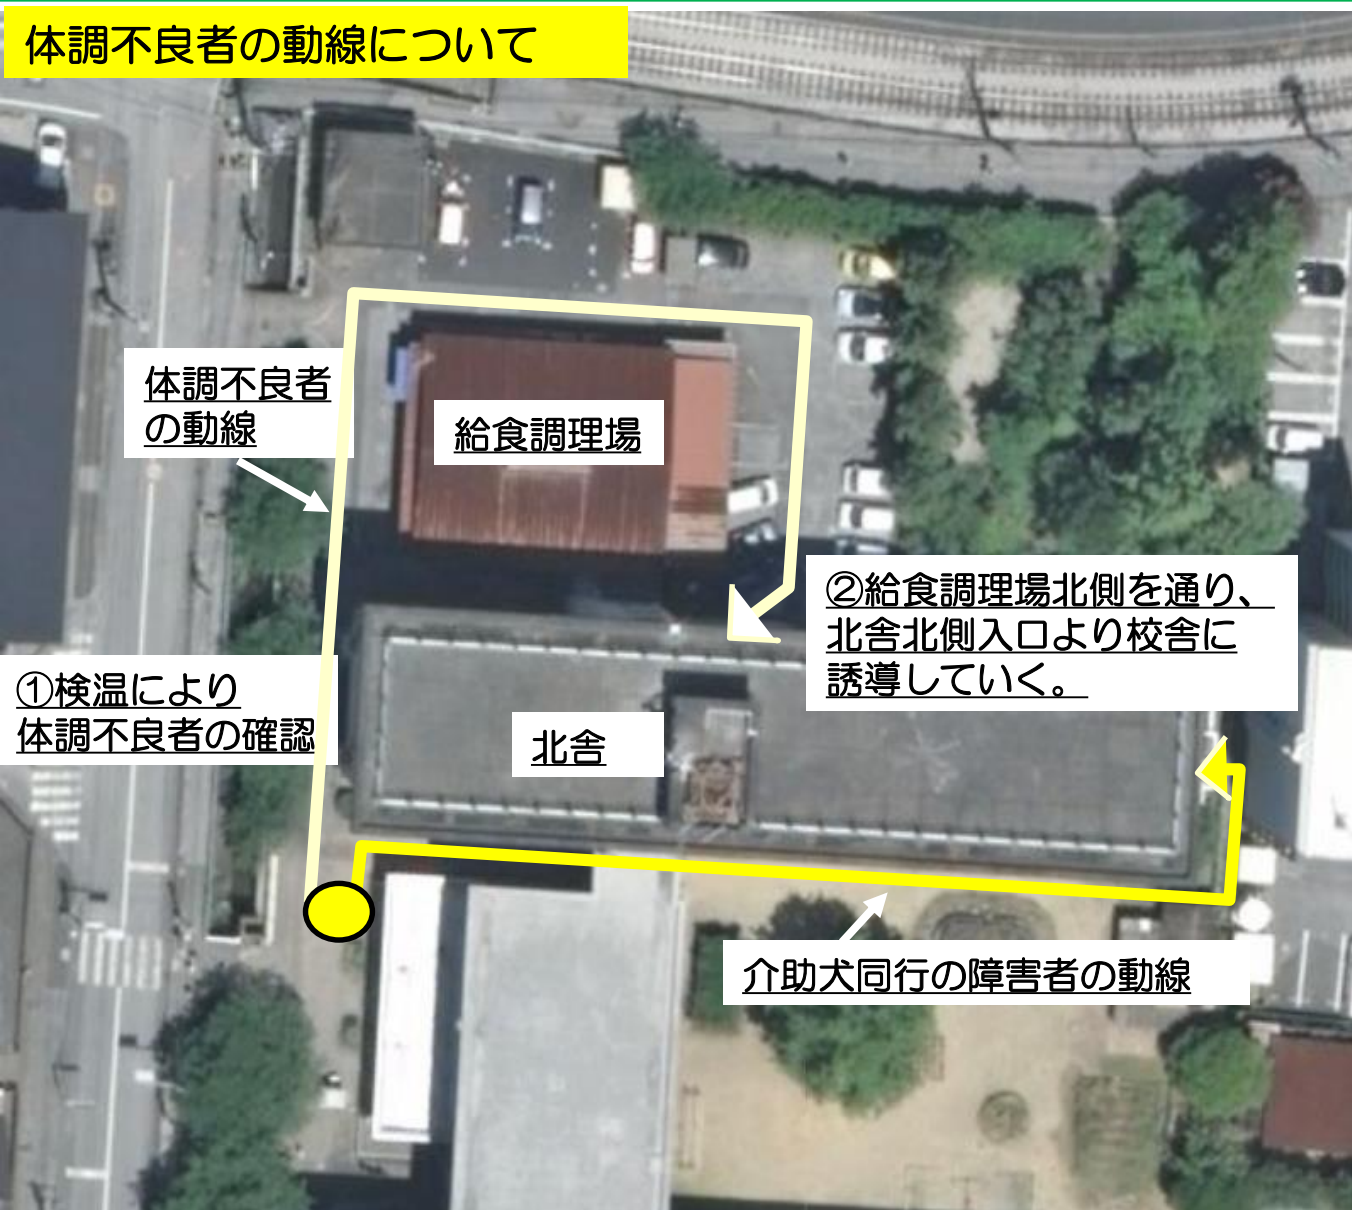 体調不良者の動線について
体調不良者
の動線
給食調理場
②給食調理場北側を通り、
北舎北側入口より校舎に
誘導していく。
①検温により
体調不良者の確認
北舎
介助犬同行の障害者の動線